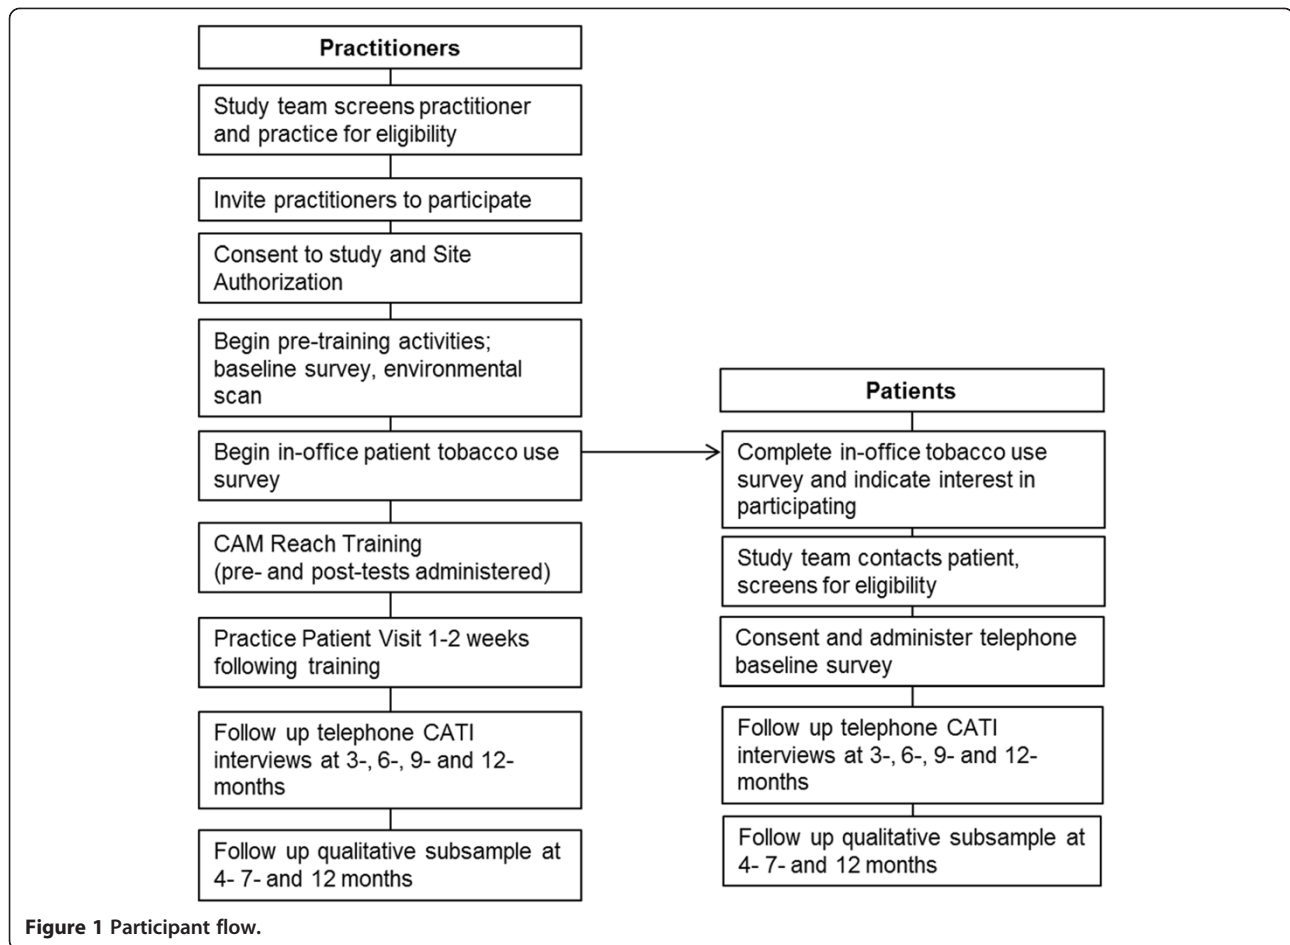 Practitioners
Study team screens practitioner
and practice for eligibility
Invite practitioners to participate
Consent to study and Site
Authorization
Begin pre-training activities;
baseline survey, environmental
scan
Begin in-office patient tobacco use
survey
CAM Reach Training
(pre- and post-tests administered)
Practice Patient Visit 1-2 weeks
following training
Follow up telephone CATI
interviews at 3-, 6-, 9- and 12-
months
Follow up qualitative subsample at
4- 7- and 12 months
Patients
Complete in-office tobacco use
survey and indicate interest in
participating
Study team contacts patient,
screens for eligibility
Consent and administer telephone
baseline survey
Follow up telephone CATI
interviews at 3-, 6-, 9- and 12-
months
Follow up qualitative subsample at
4- 7- and 12 months
Figure 1 Participant flow.